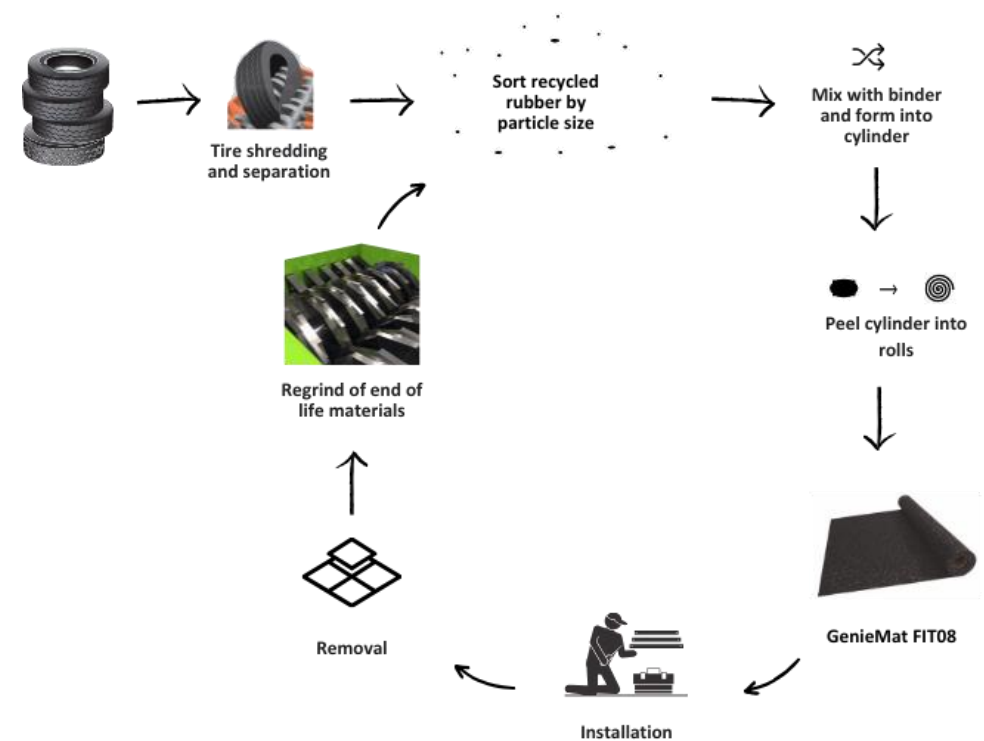 Tire shredding
and separation
Sort recycled
rubber by
particle size
Mix with binder
and form into
cylinder
Peel cylinder into
rolls
GenieMat FIT08
Installation
Removal
Regrind of end of
life materials